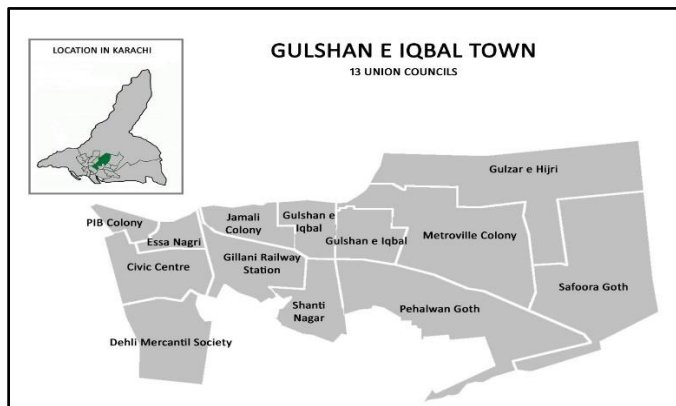 LOCATION IN KARACHI
GULSHAN E IQBAL TOWN
13 UNION COUNCILS
Gulzar e Hijri
PIB Colony
Jamali
Colony
Gulshan e
Iqbal
Essa Nagri
Gulshan e Iqbal
Metroville Colony
Civic Centre
Gillani Railway
Station
Safoora Goth
Shanti
Nagar
Pehalwan Goth
Dehli Mercantil Society